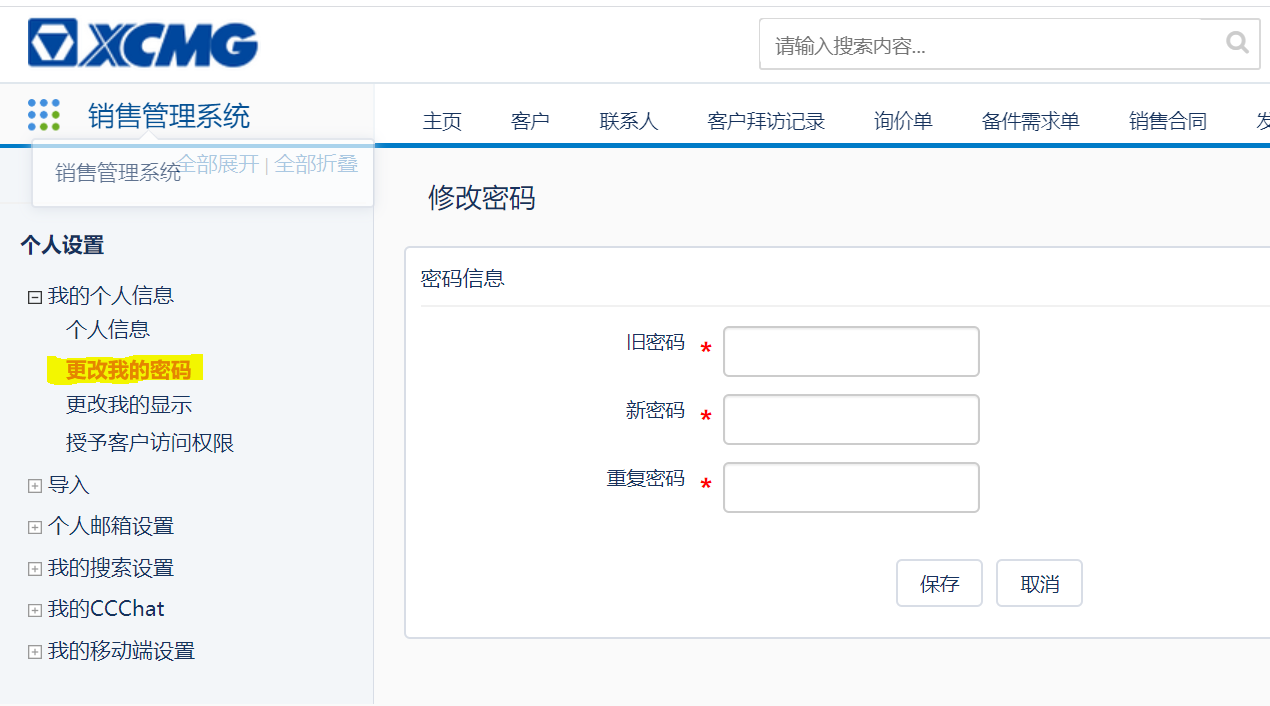 XCMG
请输入搜索内容...
销售管理系统
主页 客户 联系人 客户拜访记录 询价单 备件需求单 销售合同 发
销售管理系统
全部展开 | 全部折叠
修改密码
个人设置
密码信息
我的个人信息
个人信息
更改我的密码
更改我的显示
授予客户访问权限
导入
个人邮箱设置
我的搜索设置
我的CCChat
我的移动端设置
旧密码 *
新密码 *
重复密码 *
保存 取消